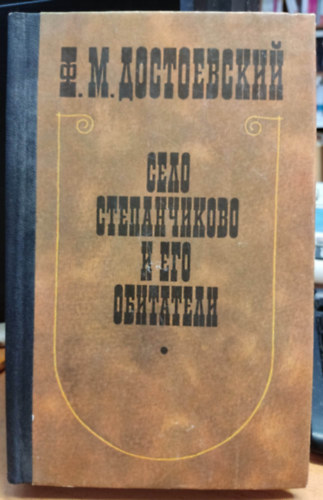 Ф. М. ДОСТОЕВСКИЙ
СЕЛО
СТЕПАНЧИКОВО
И ЕГО
ОБИТАТЕЛИ